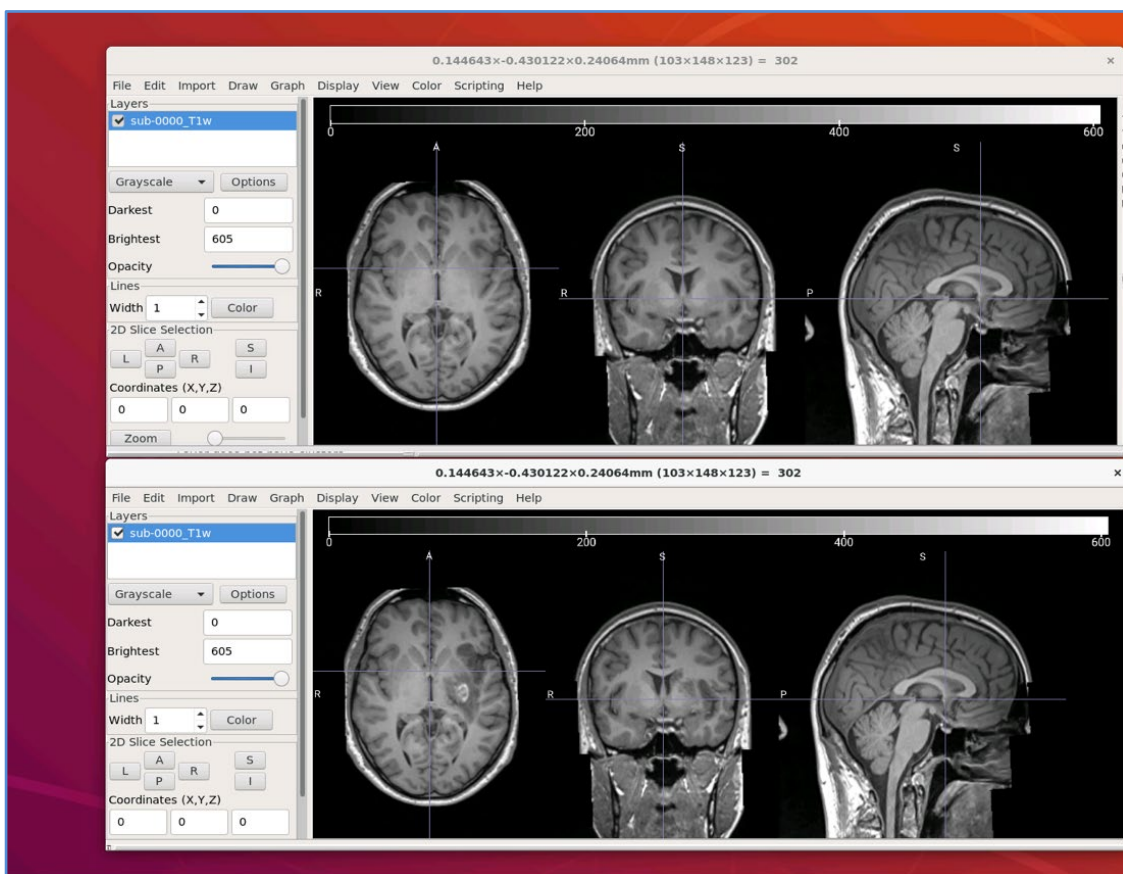 0.144643×-0.430122×0.24064mm (103×148×123) = 302 ×
File Edit Import Draw Graph Display View Color Scripting Help
Layers
sub-0000_T1w
0 200 400 600
A S S
Grayscale Options
Darkest 0
Brightest 605
Opacity
Lines
R R P
Width 1 Color
2D Slice Selection
A S
L R
P I
Coordinates (X,Y,Z)
0 0 0
Zoom
0.144643×-0.430122×0.24064mm (103×148×123) = 302 ×
File Edit Import Draw Graph Display View Color Scripting Help
Layers
sub-0000_T1w
0 200 400 600
A S S
Grayscale Options
Darkest 0
Brightest 605
Opacity
R R P
Lines
Width 1 Color
2D Slice Selection
A S
L R
P I
Coordinates (X,Y,Z)
0 0 0